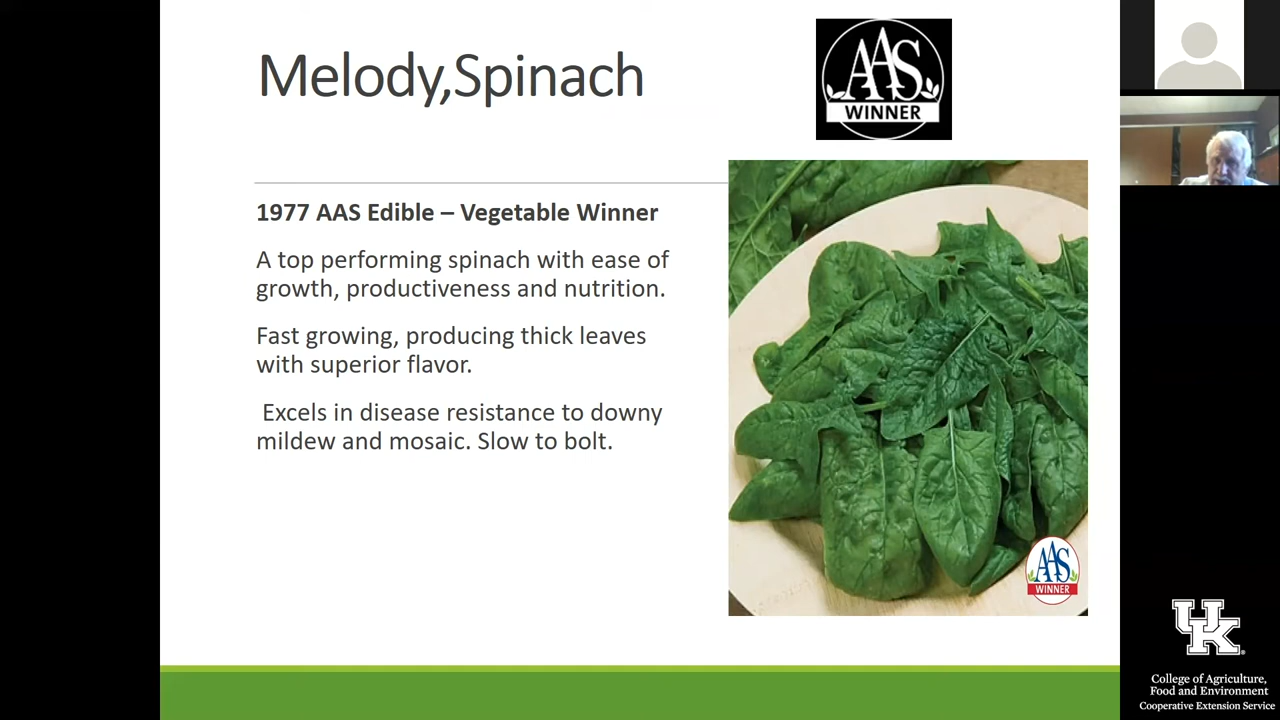 Melody,Spinach
AAS
WINNER
1977 AAS Edible – Vegetable Winner
A top performing spinach with ease of
growth, productiveness and nutrition.
Fast growing, producing thick leaves
with superior flavor.
Excels in disease resistance to downy
mildew and mosaic. Slow to bolt.
AAS
WINNER
UK
College of Agriculture,
Food and Environment
Cooperative Extension Service